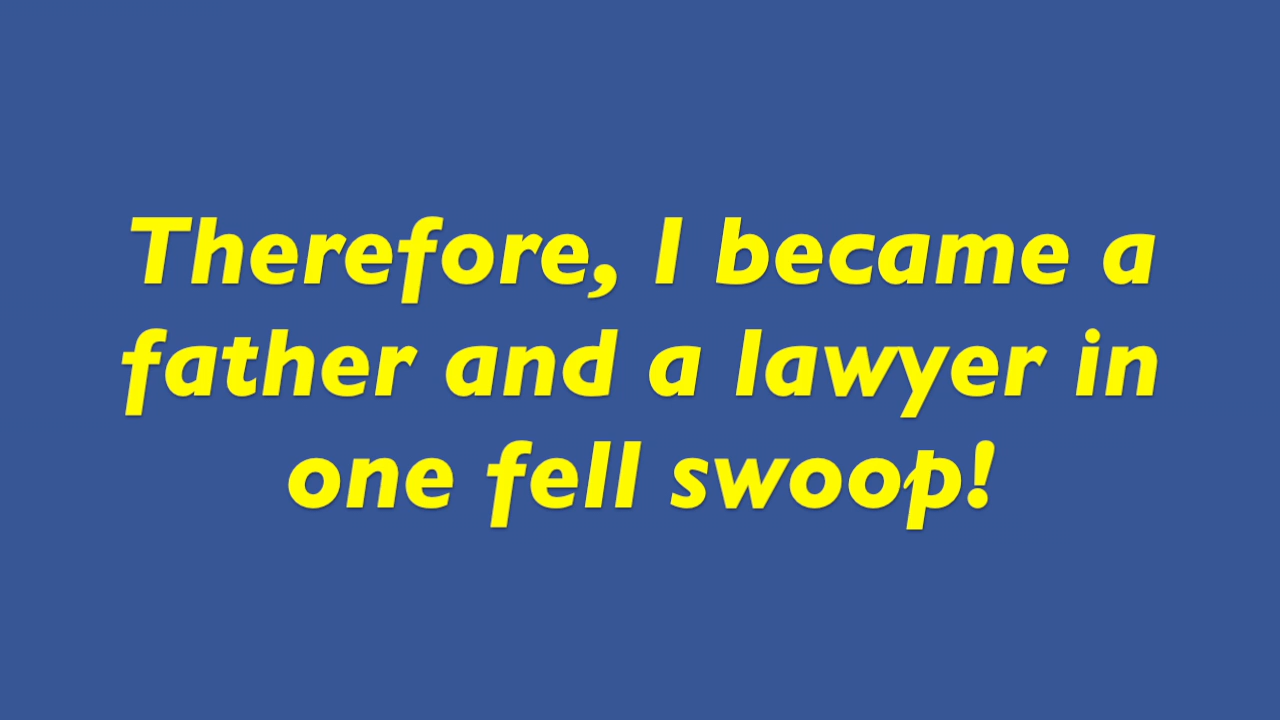 Therefore, I became a
father and a lawyer in
one fell swoop!